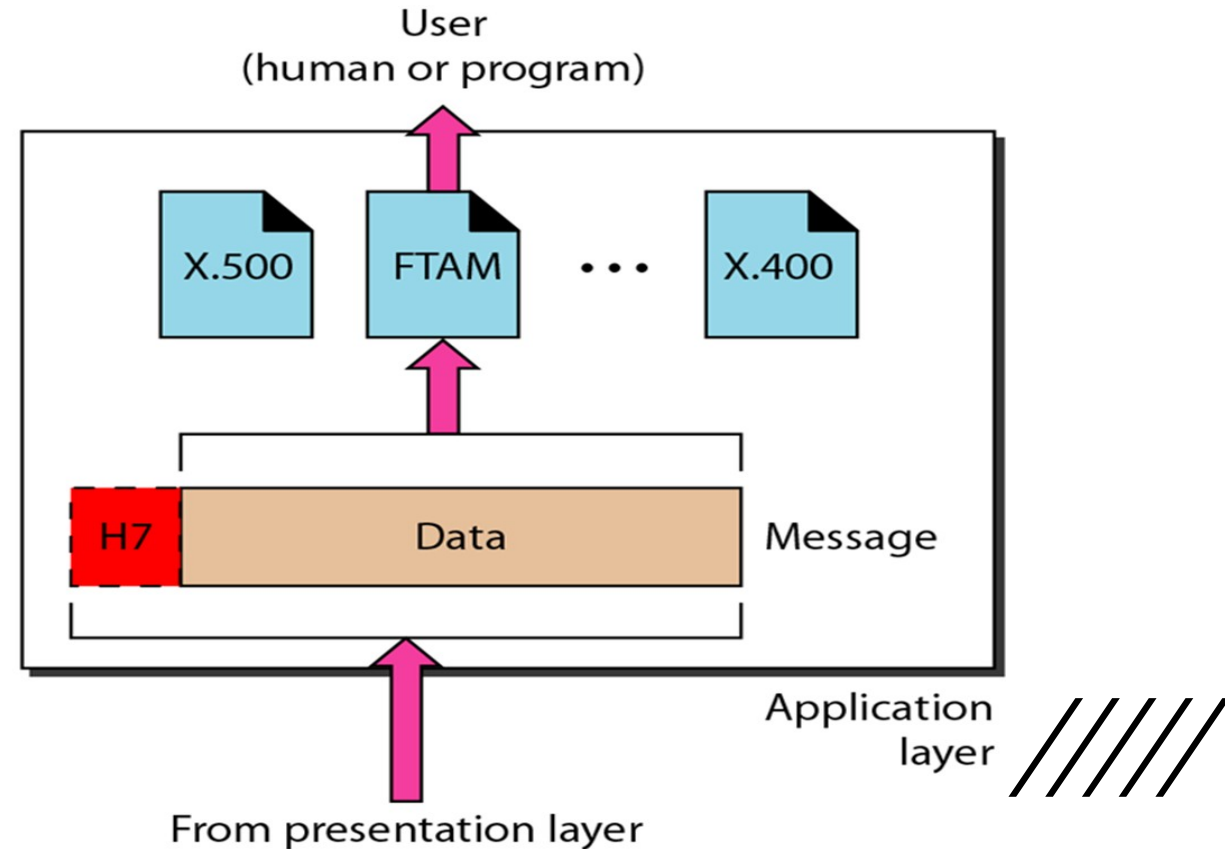 User
(human or program)
X.500 FTAM ... X.400
H7 Data Message
Application
layer
From presentation layer